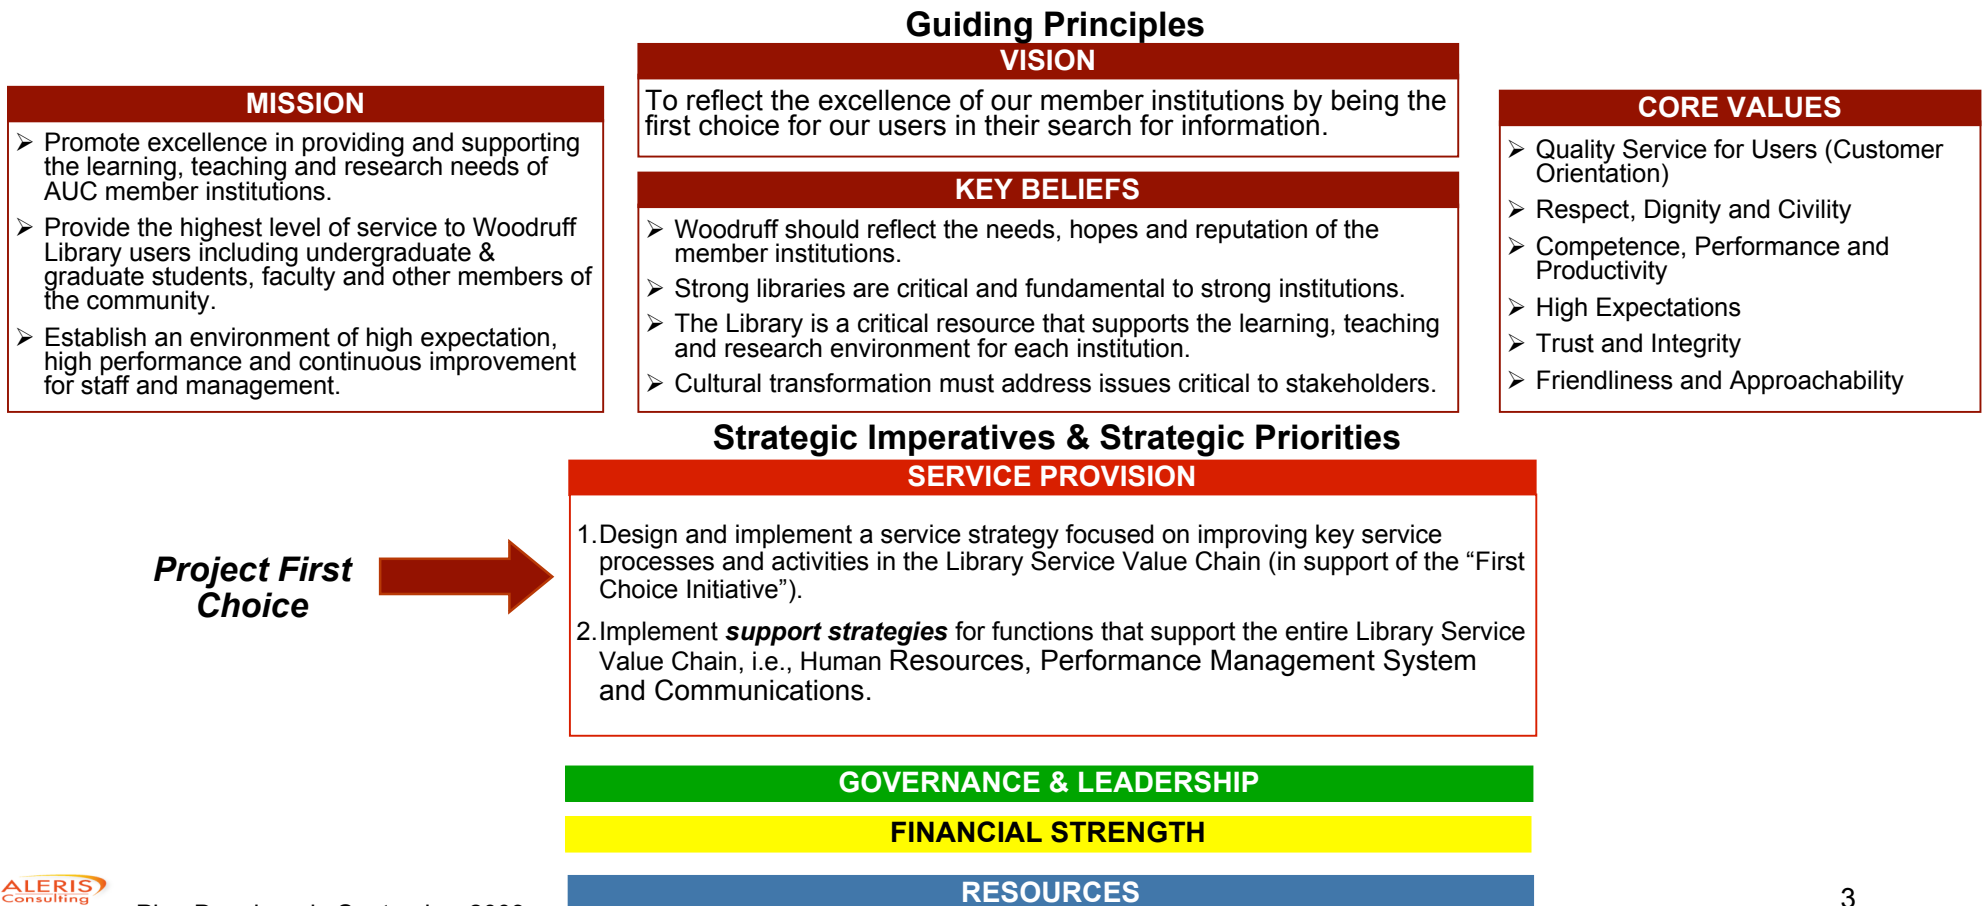 Guiding Principles
VISION
To reflect the excellence of our member institutions by being the
first choice for our users in their search for information.
MISSION
➢ Promote excellence in providing and supporting
the learning, teaching and research needs of
AUC member institutions.
➢ Provide the highest level of service to Woodruff
Library users including undergraduate &
graduate students, faculty and other members of
the community.
➢ Establish an environment of high expectation,
high performance and continuous improvement
for staff and management.
KEY BELIEFS
➢ Woodruff should reflect the needs, hopes and reputation of the
member institutions.
➢ Strong libraries are critical and fundamental to strong institutions.
➢ The Library is a critical resource that supports the learning, teaching
and research environment for each institution.
➢ Cultural transformation must address issues critical to stakeholders.
CORE VALUES
➢ Quality Service for Users (Customer
Orientation)
➢ Respect, Dignity and Civility
➢ Competence, Performance and
Productivity
➢ High Expectations
➢ Trust and Integrity
➢ Friendliness and Approachability
Strategic Imperatives & Strategic Priorities
SERVICE PROVISION
Project First
Choice
1.Design and implement a service strategy focused on improving key service
processes and activities in the Library Service Value Chain (in support of the “First
Choice Initiative”).
2.Implement support strategies for functions that support the entire Library Service
Value Chain, i.e., Human Resources, Performance Management System
and Communications.
GOVERNANCE & LEADERSHIP
FINANCIAL STRENGTH
RESOURCES
ALERIS
Consulting
3